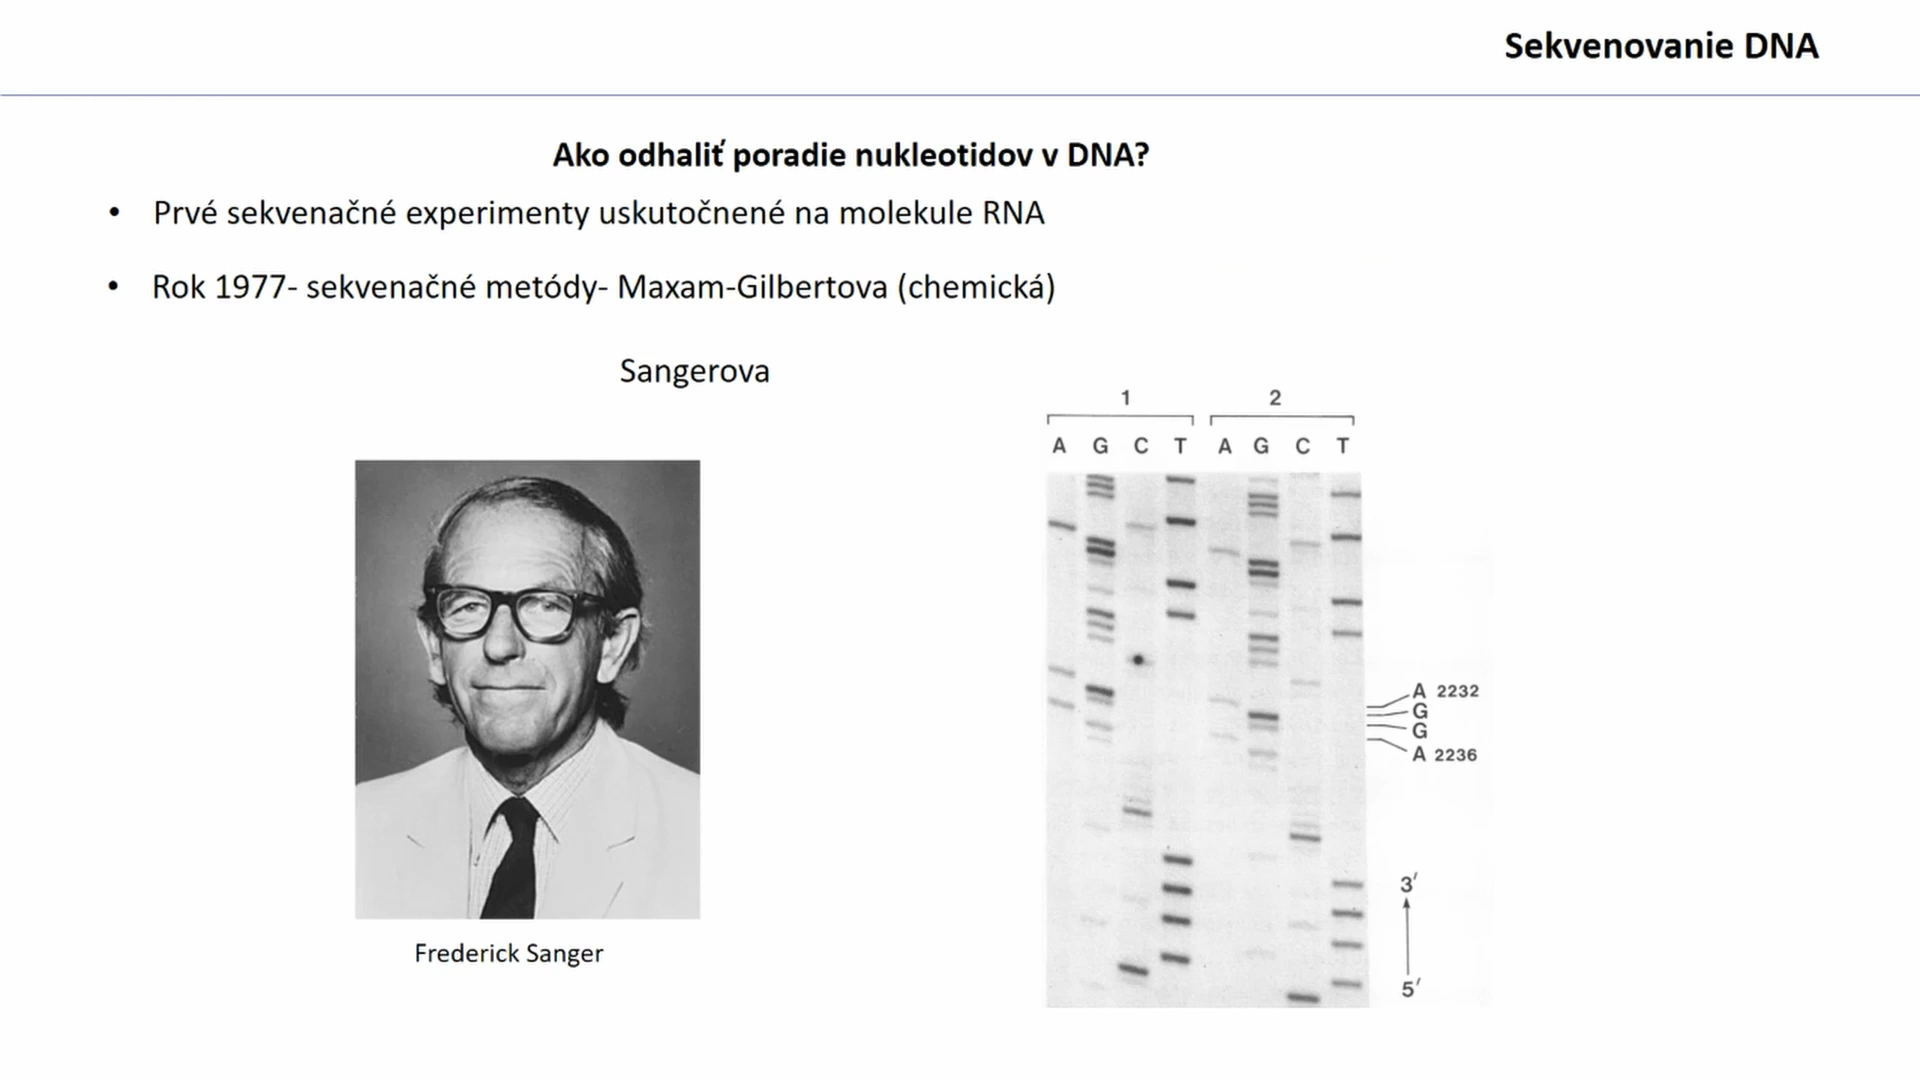 Sekvenovanie DNA
Ako odhaliť poradie nukleotidov v DNA?
• Prvé sekvenačné experimenty uskutočnené na molekule RNA
• Rok 1977- sekvenačné metódy- Maxam-Gilbertova (chemická)
Sangerova
1 2
A G C T A G C T
A 2232
G
G
A 2236
3′
5′
Frederick Sanger